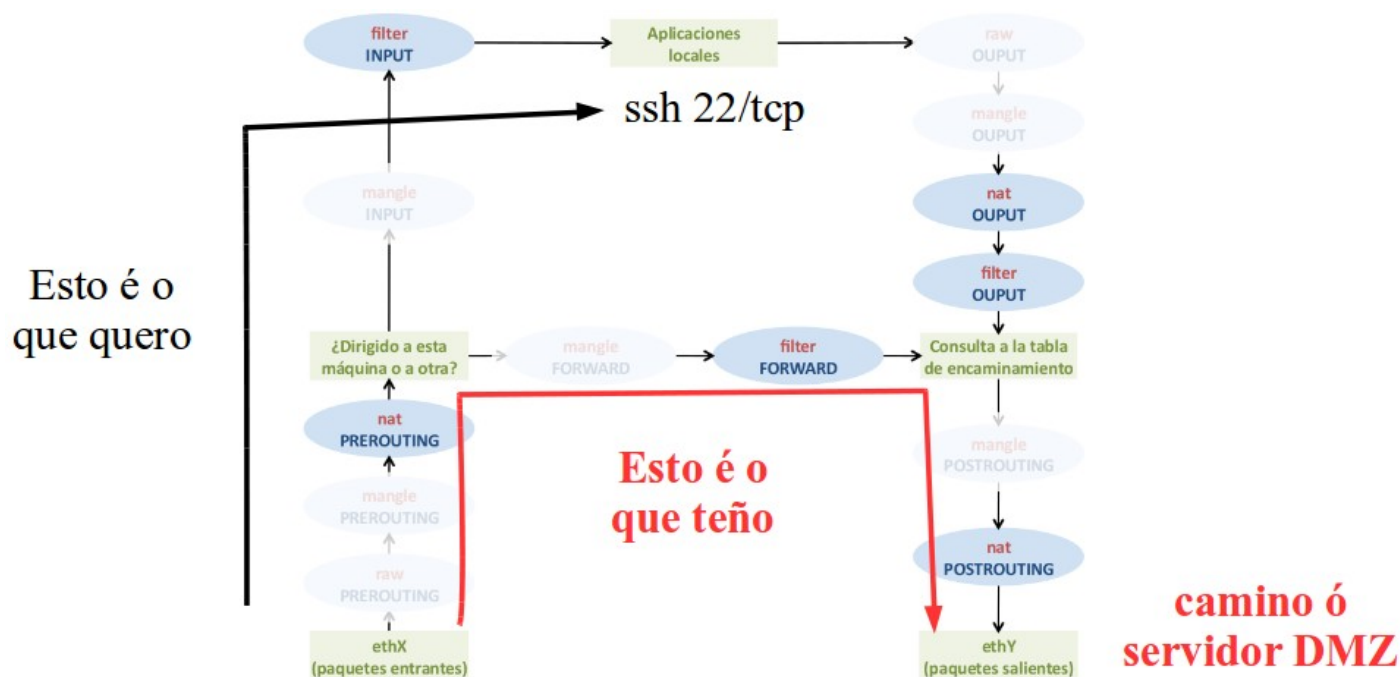 filter
INPUT
Aplicaciones
locales
raw
OUPUT
ssh 22/tcp
mangle
OUPUT
mangle
INPUT
nat
OUPUT
Esto é o
que quero
filter
OUPUT
¿Dirigido a esta
máquina o a otra?
mangle
FORWARD
filter
FORWARD
Consulta a la tabla
de encaminamiento
nat
PREROUTING
Esto é o
que teño
mangle
POSTROUTING
mangle
PREROUTING
nat
POSTROUTING
raw
PREROUTING
camino ó
servidor DMZ
ethX
(paquetes entrantes)
ethY
(paquetes salientes)